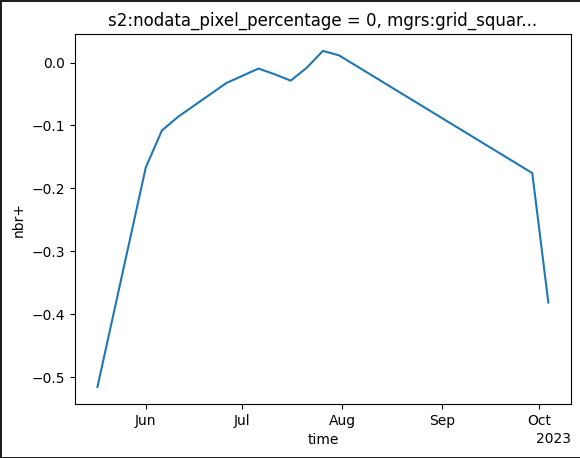 s2:nodata_pixel_percentage = 0, mgrs:grid_squar...
0.0
−0.1
−0.2
−0.3
−0.4
−0.5
nbr+
Jun Jul Aug Sep Oct
2023
time